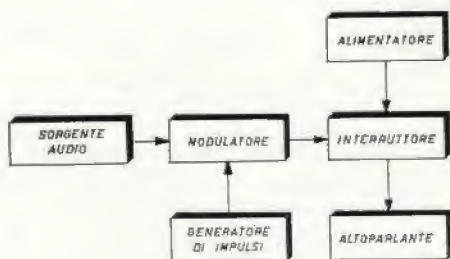 ALIMENTATORE
SORGENTE
AUDIO
MODULATORE
INTERRUTTORE
GENERATORE
DI IMPULSI
ALTOPARLANTE